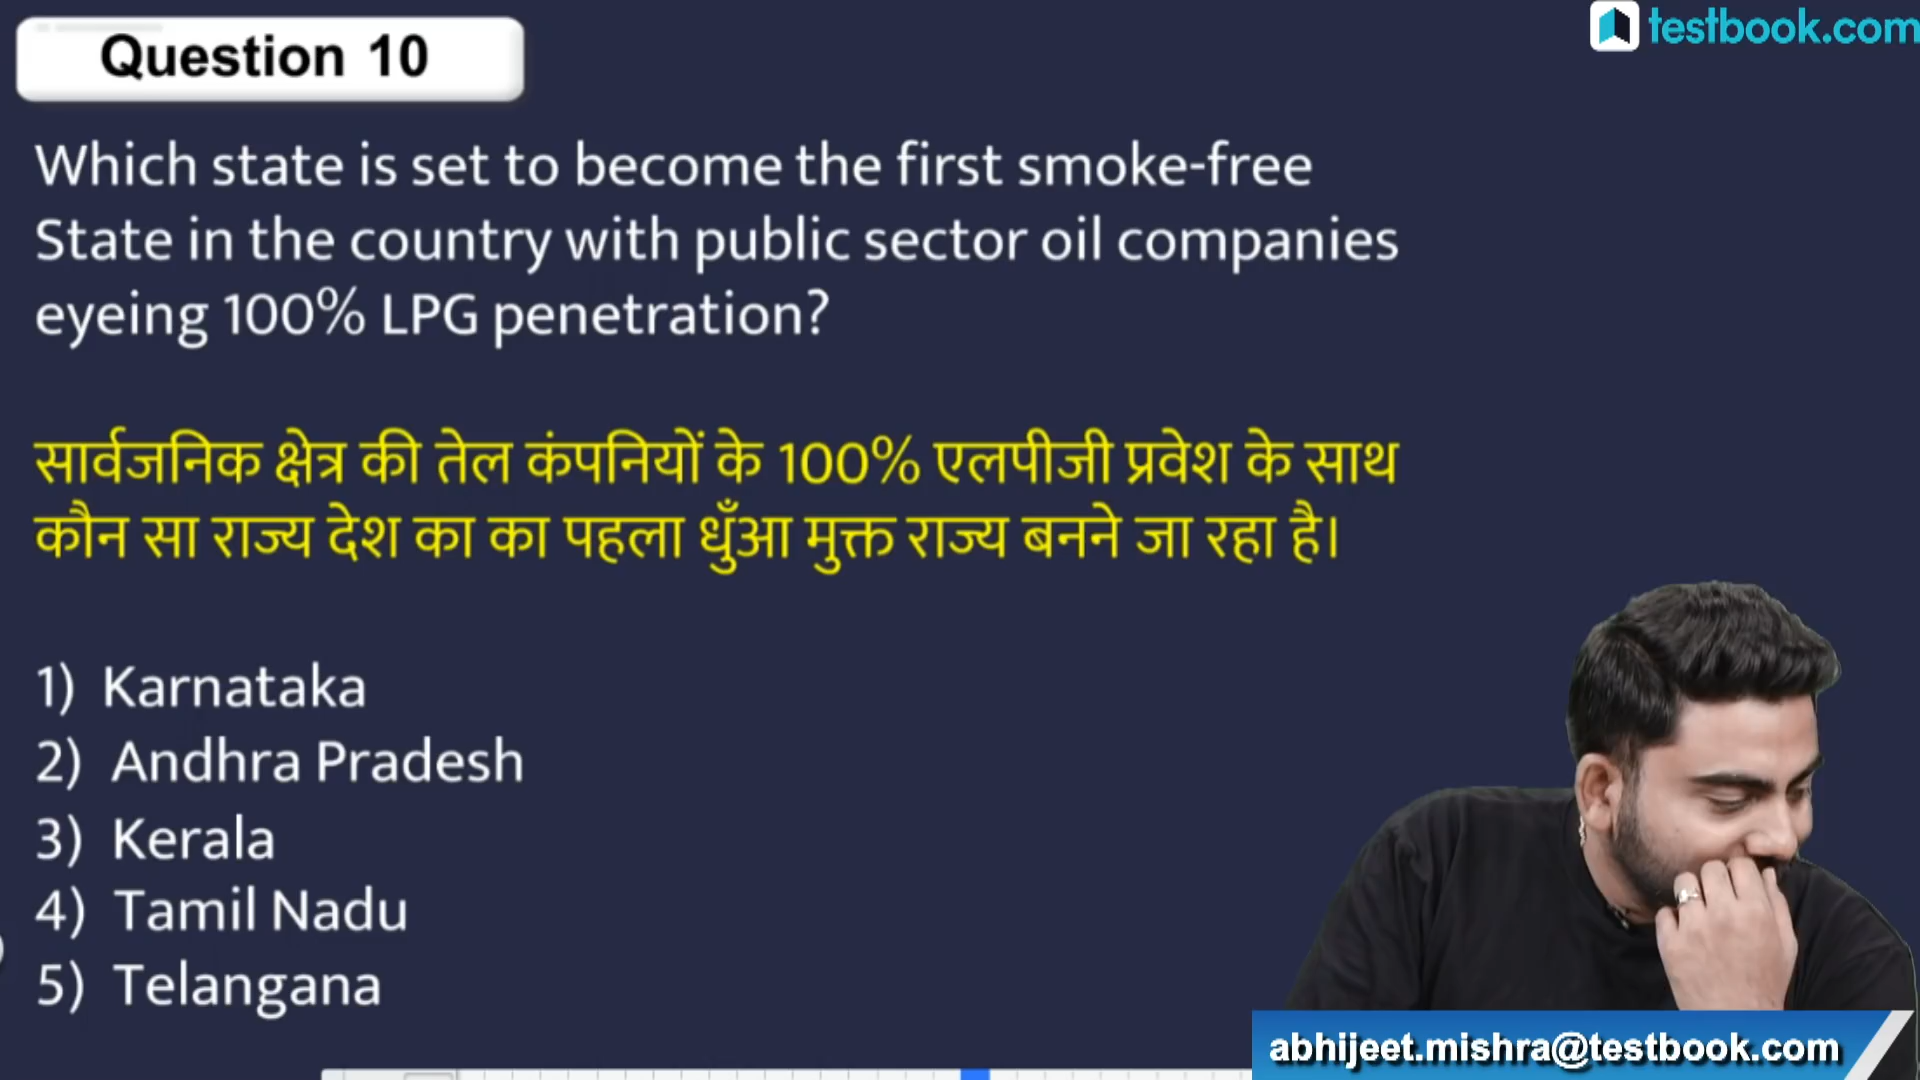 Question 10
testbook.com
Which state is set to become the first smoke-free
State in the country with public sector oil companies
eyeing 100% LPG penetration?
सार्वजनिक क्षेत्र की तेल कंपनियों के 100% एलपीजी प्रवेश के साथ
कौन सा राज्य देश का का पहला धुँआ मुक्त राज्य बनने जा रहा है।
1) Karnataka
2) Andhra Pradesh
3) Kerala
4) Tamil Nadu
5) Telangana
abhijeet.mishra@testbook.com